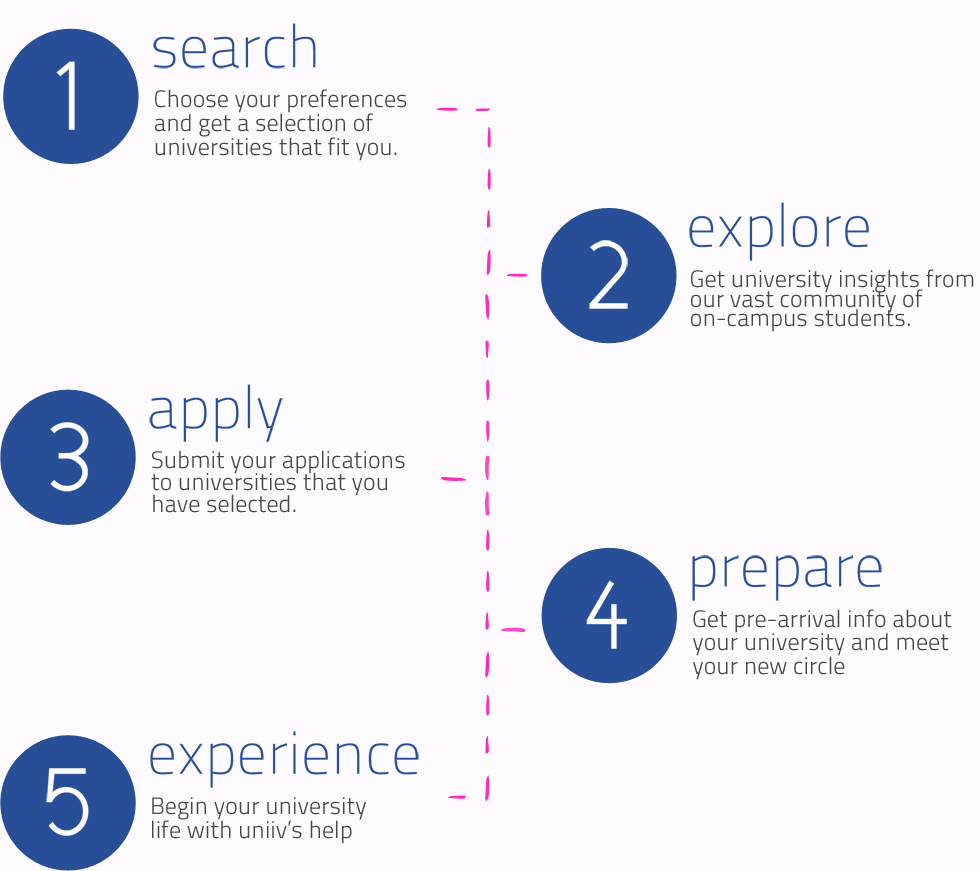 1
search
Choose your preferences
and get a selection of
universities that fit you.
2
explore
Get university insights from
our vast community of
on-campus students.
3
apply
Submit your applications
to universities that you
have selected.
4
prepare
Get pre-arrival info about
your university and meet
your new circle
5
experience
Begin your university
life with uniiv’s help